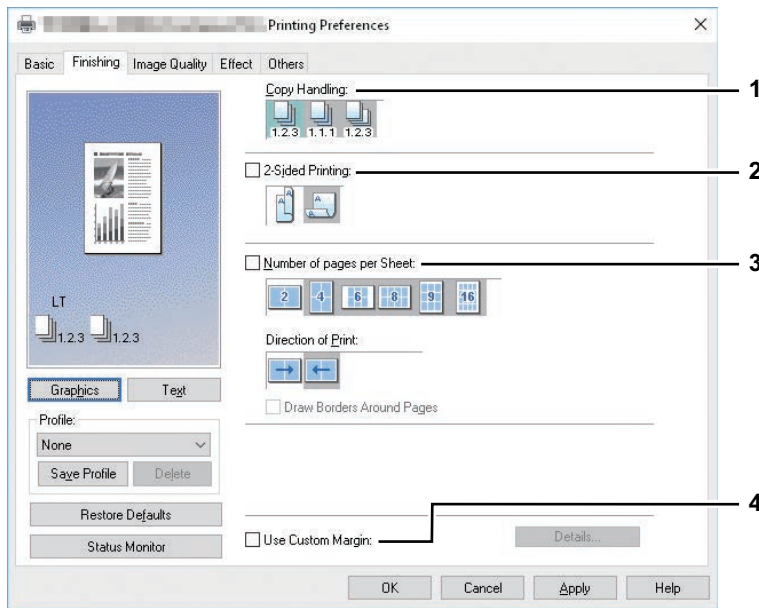 Printing Preferences
Basic Finishing Image Quality Effect Others
Copy Handling: 1
1.2.3 1.1.1 1.2.3
2-Sided Printing: 2
A A A A
Number of pages per Sheet: 3
2 4 6 8 9 16
LT
1.2.3 1.2.3
Direction of Print:
Graphics Text
Draw Borders Around Pages
Profile:
None
Save Profile Delete
Restore Defaults
Use Custom Margin: Details... 4
Status Monitor
OK Cancel Apply Help